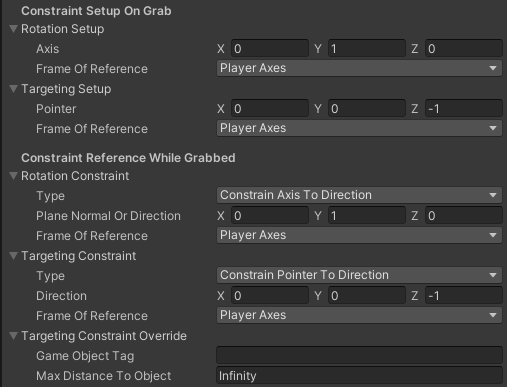 Constraint Setup On Grab
Rotation Setup
Axis X 0 Y 1 Z 0
Frame Of Reference Player Axes
Targeting Setup
Pointer X 0 Y 0 Z -1
Frame Of Reference Player Axes
Constraint Reference While Grabbed
Rotation Constraint
Type Constrain Axis To Direction
Plane Normal Or Direction X 0 Y 1 Z 0
Frame Of Reference Player Axes
Targeting Constraint
Type Constrain Pointer To Direction
Direction X 0 Y 0 Z -1
Frame Of Reference Player Axes
Targeting Constraint Override
Game Object Tag
Max Distance To Object Infinity